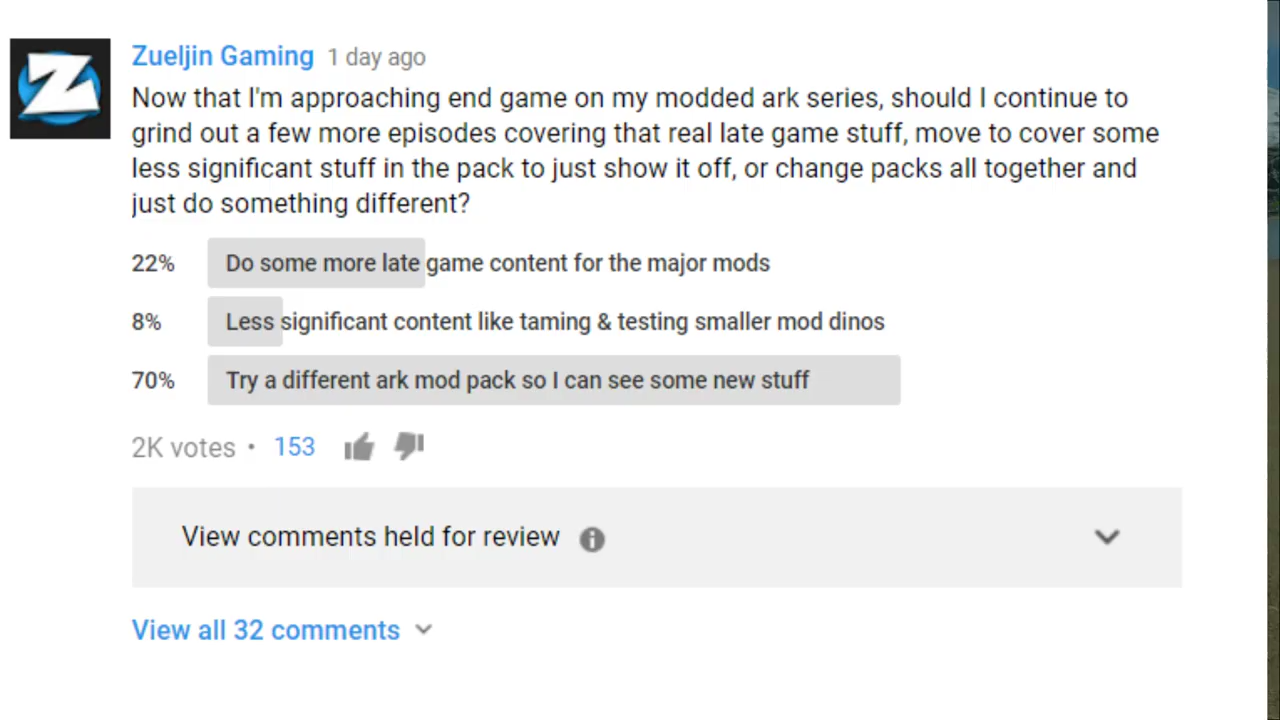 Z
Zueljin Gaming 1 day ago
Now that I'm approaching end game on my modded ark series, should I continue to
grind out a few more episodes covering that real late game stuff, move to cover some
less significant stuff in the pack to just show it off, or change packs all together and
just do something different?
22% Do some more late game content for the major mods
8% Less significant content like taming & testing smaller mod dinos
70% Try a different ark mod pack so I can see some new stuff
2K votes • 153
View comments held for review
View all 32 comments